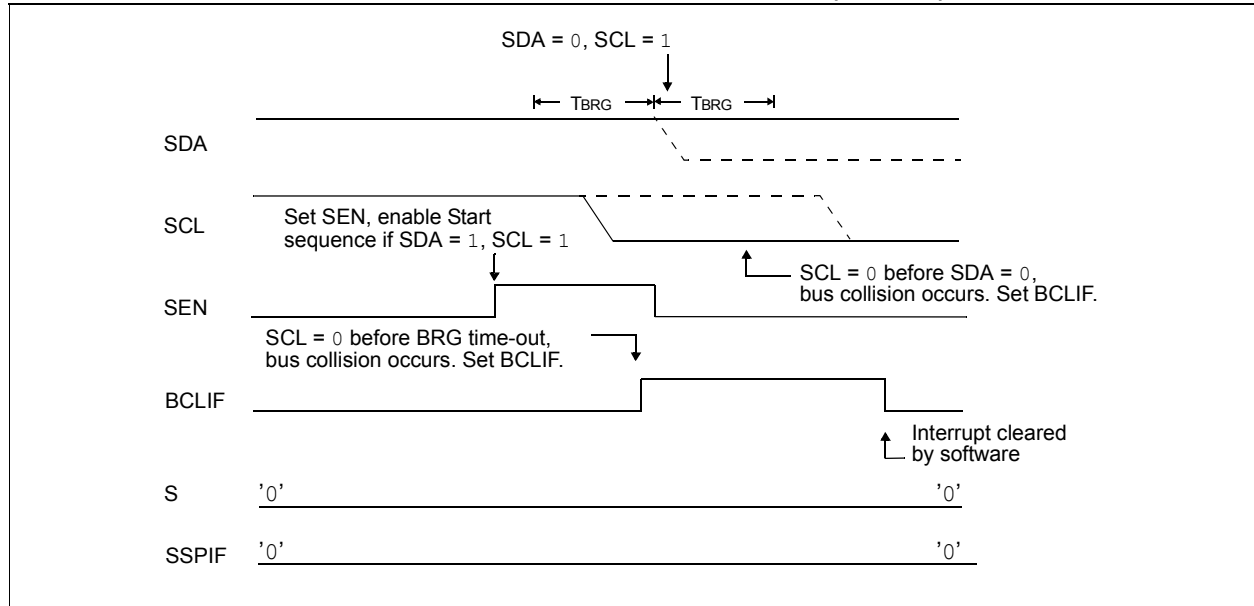 SDA = 0, SCL = 1
TBRG TBRG
SDA
SCL
Set SEN, enable Start
sequence if SDA = 1, SCL = 1
SCL = 0 before SDA = 0,
bus collision occurs. Set BCLIF.
SEN
SCL = 0 before BRG time-out,
bus collision occurs. Set BCLIF.
BCLIF
Interrupt cleared
by software
S '0' '0'
SSPIF '0' '0'